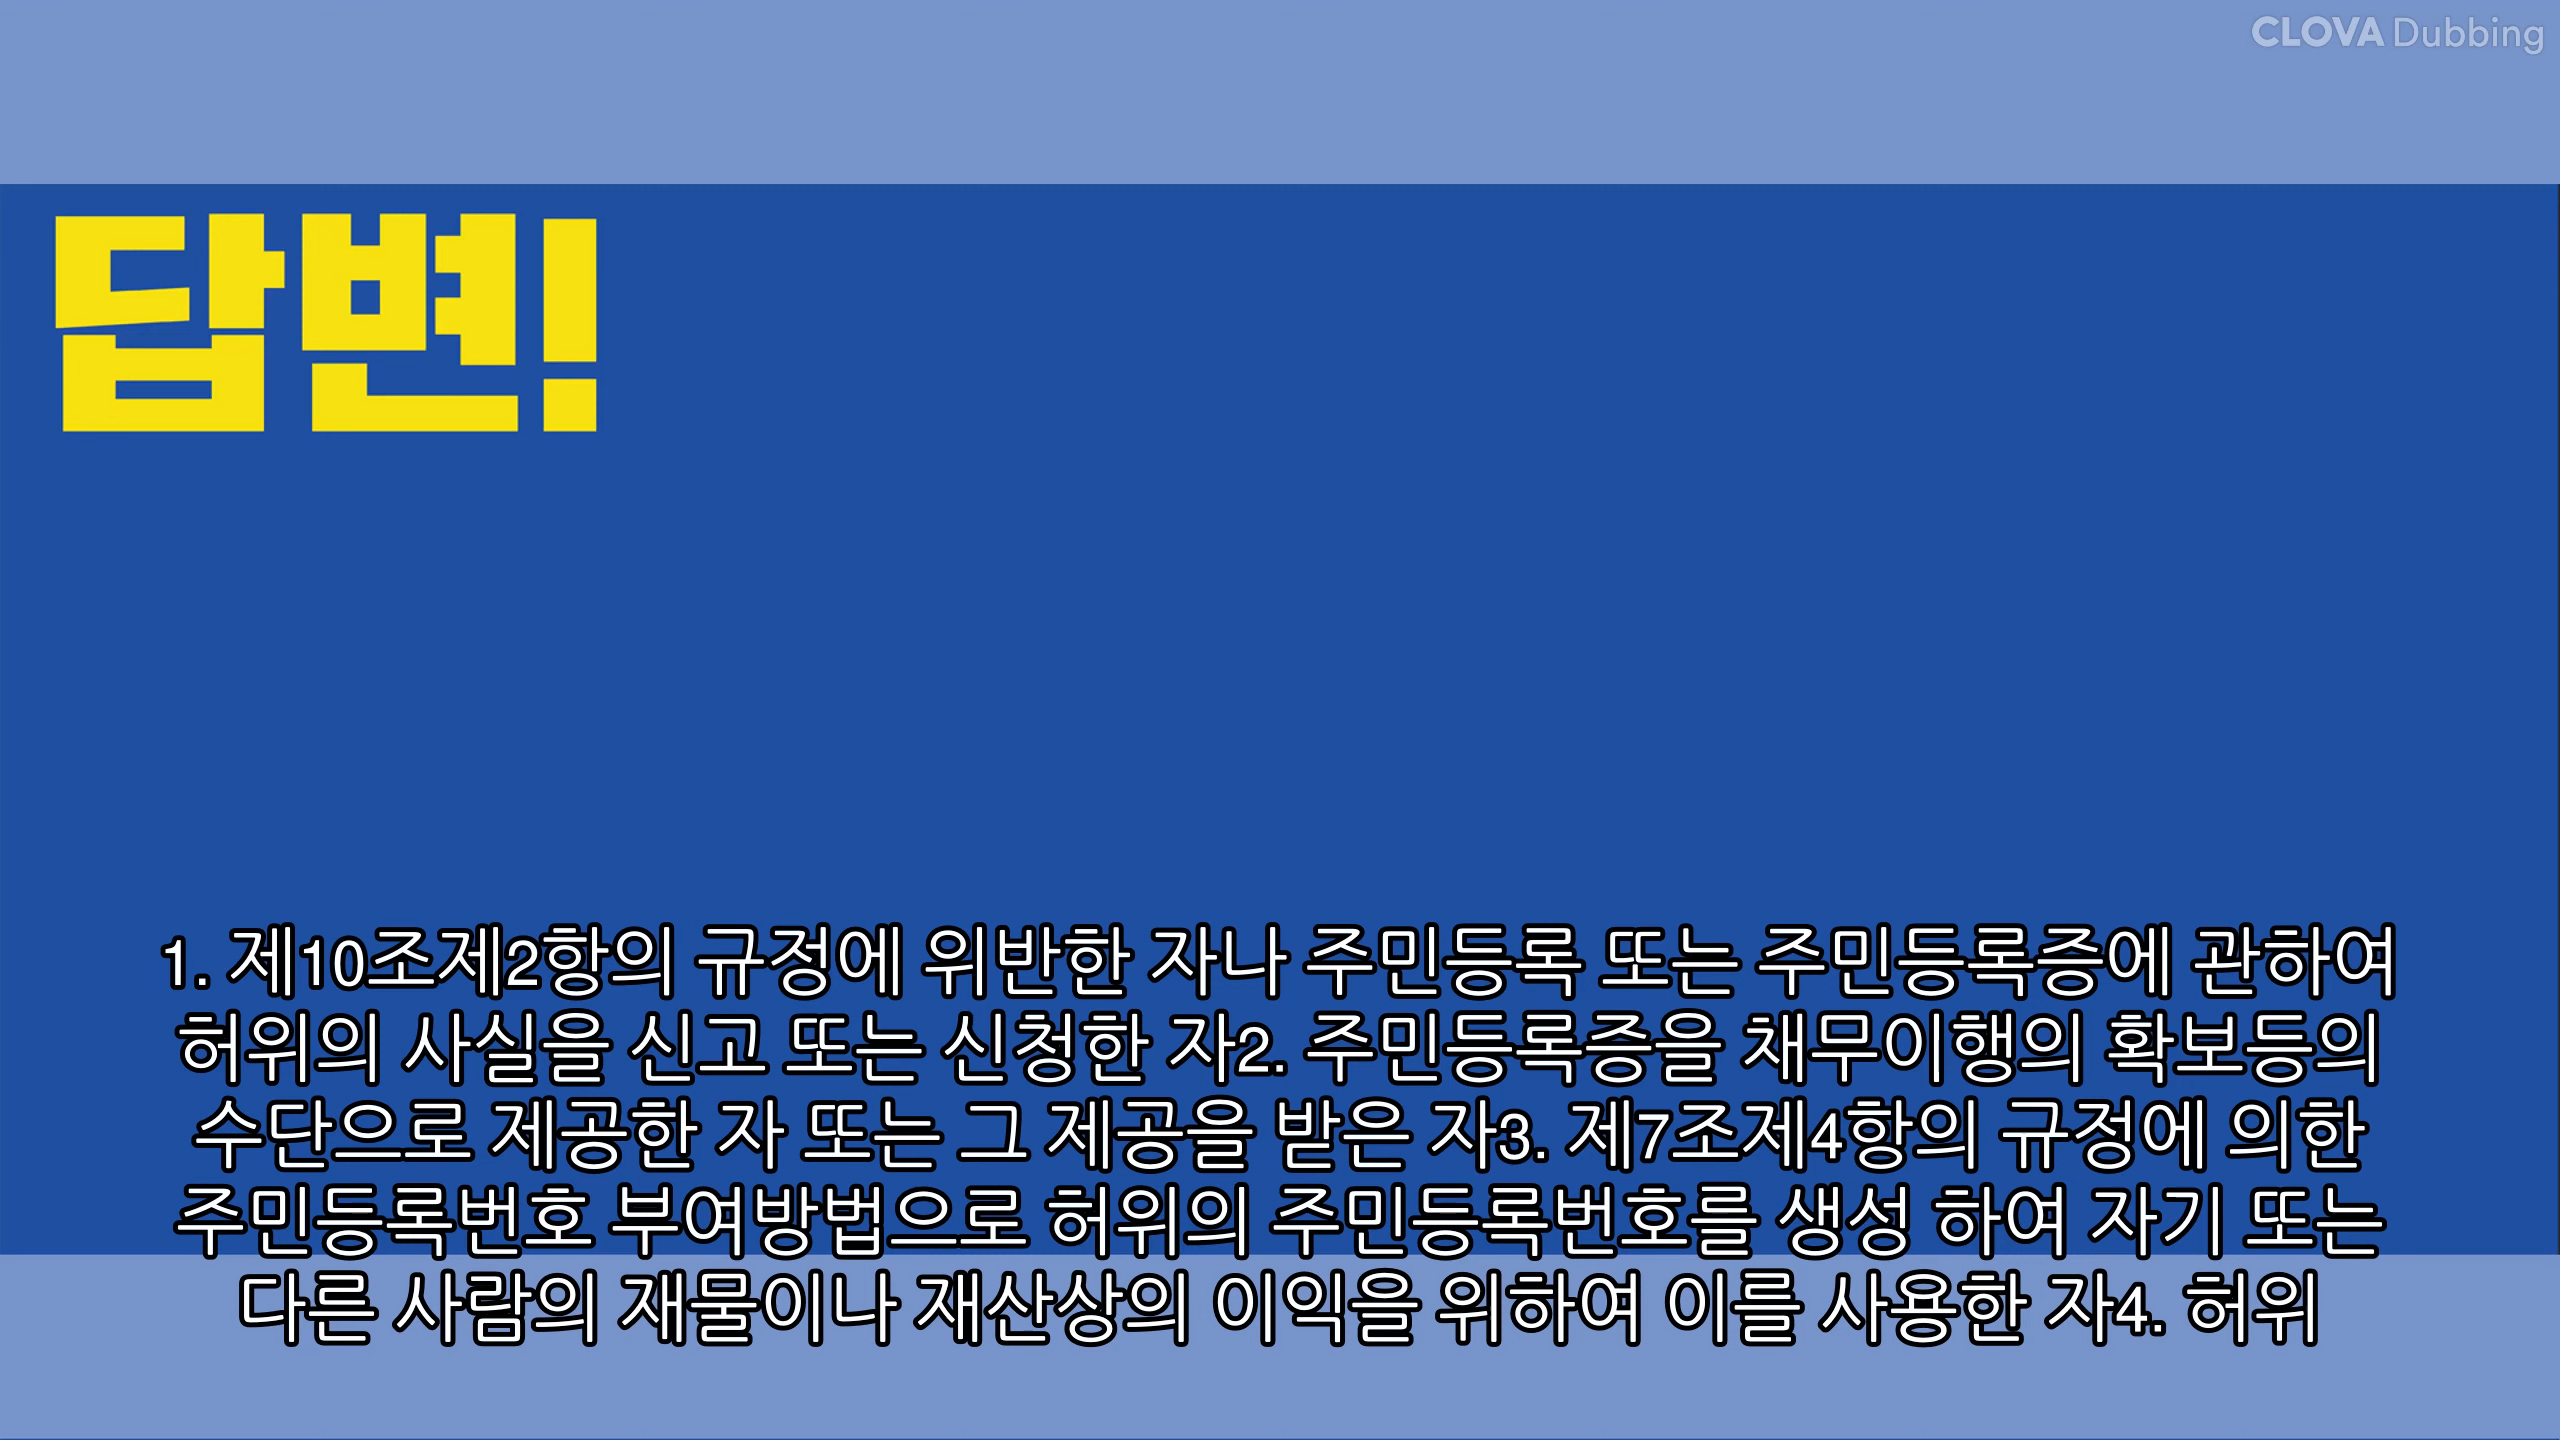 CLOVA Dubbing
답변!
1. 제10조제2항의 규정에 위반한 자나 주민등록 또는 주민등록증에 관하여
허위의 사실을 신고 또는 신청한 자2. 주민등록증을 채무이행의 확보등의
수단으로 제공한 자 또는 그 제공을 받은 자3. 제7조제4항의 규정에 의한
주민등록번호 부여방법으로 허위의 주민등록번호를 생성 하여 자기 또는
다른 사람의 재물이나 재산상의 이익을 위하여 이를 사용한 자4. 허위